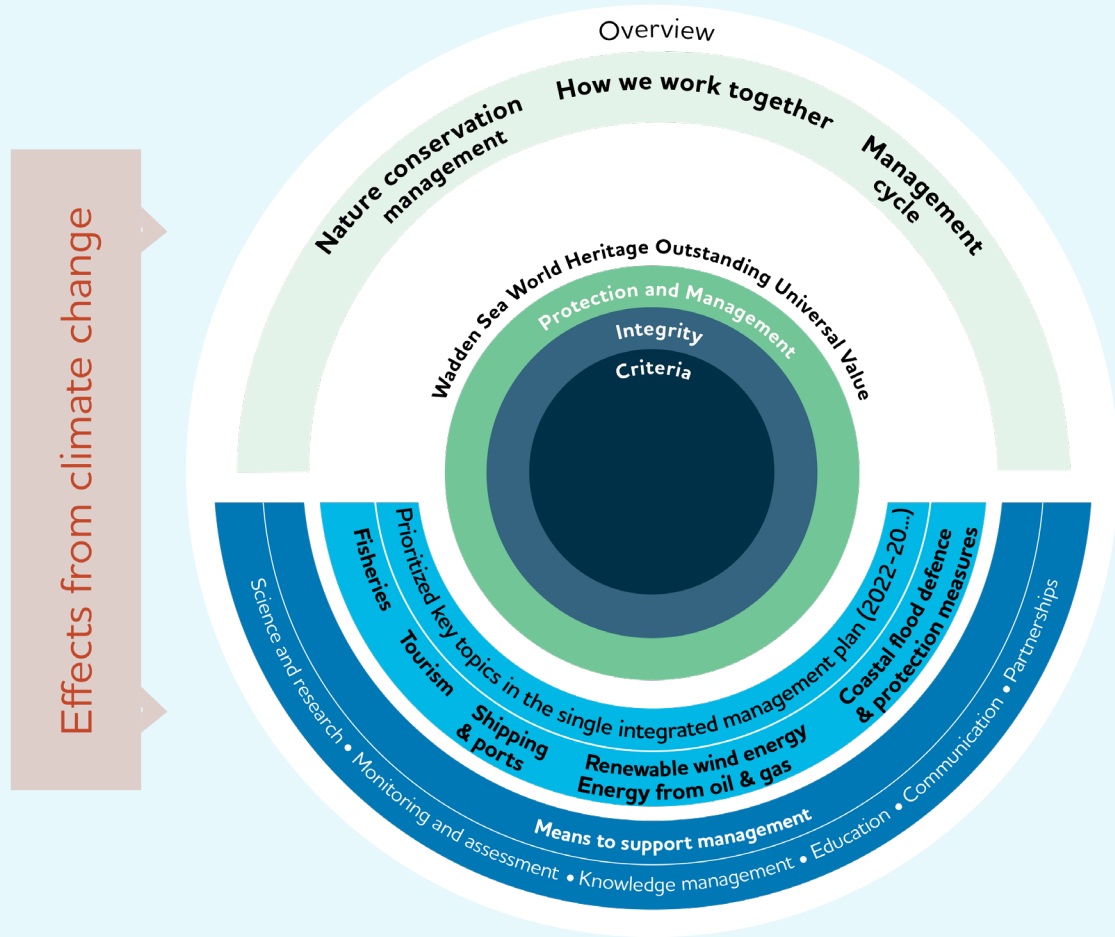 Effects from climate change
Overview
Nature conservation
management
How we work together
Management
cycle
Wadden Sea World Heritage Outstanding Universal Value
Protection and Management
Integrity
Criteria
Prioritized key topics in the single integrated management plan (2022-20...)
Fisheries
Tourism
Shipping
& ports
Renewable wind energy
Energy from oil & gas
Coastal flood defence
& protection measures
Means to support management
Science and research • Monitoring and assessment • Knowledge management • Education • Communication • Partnerships